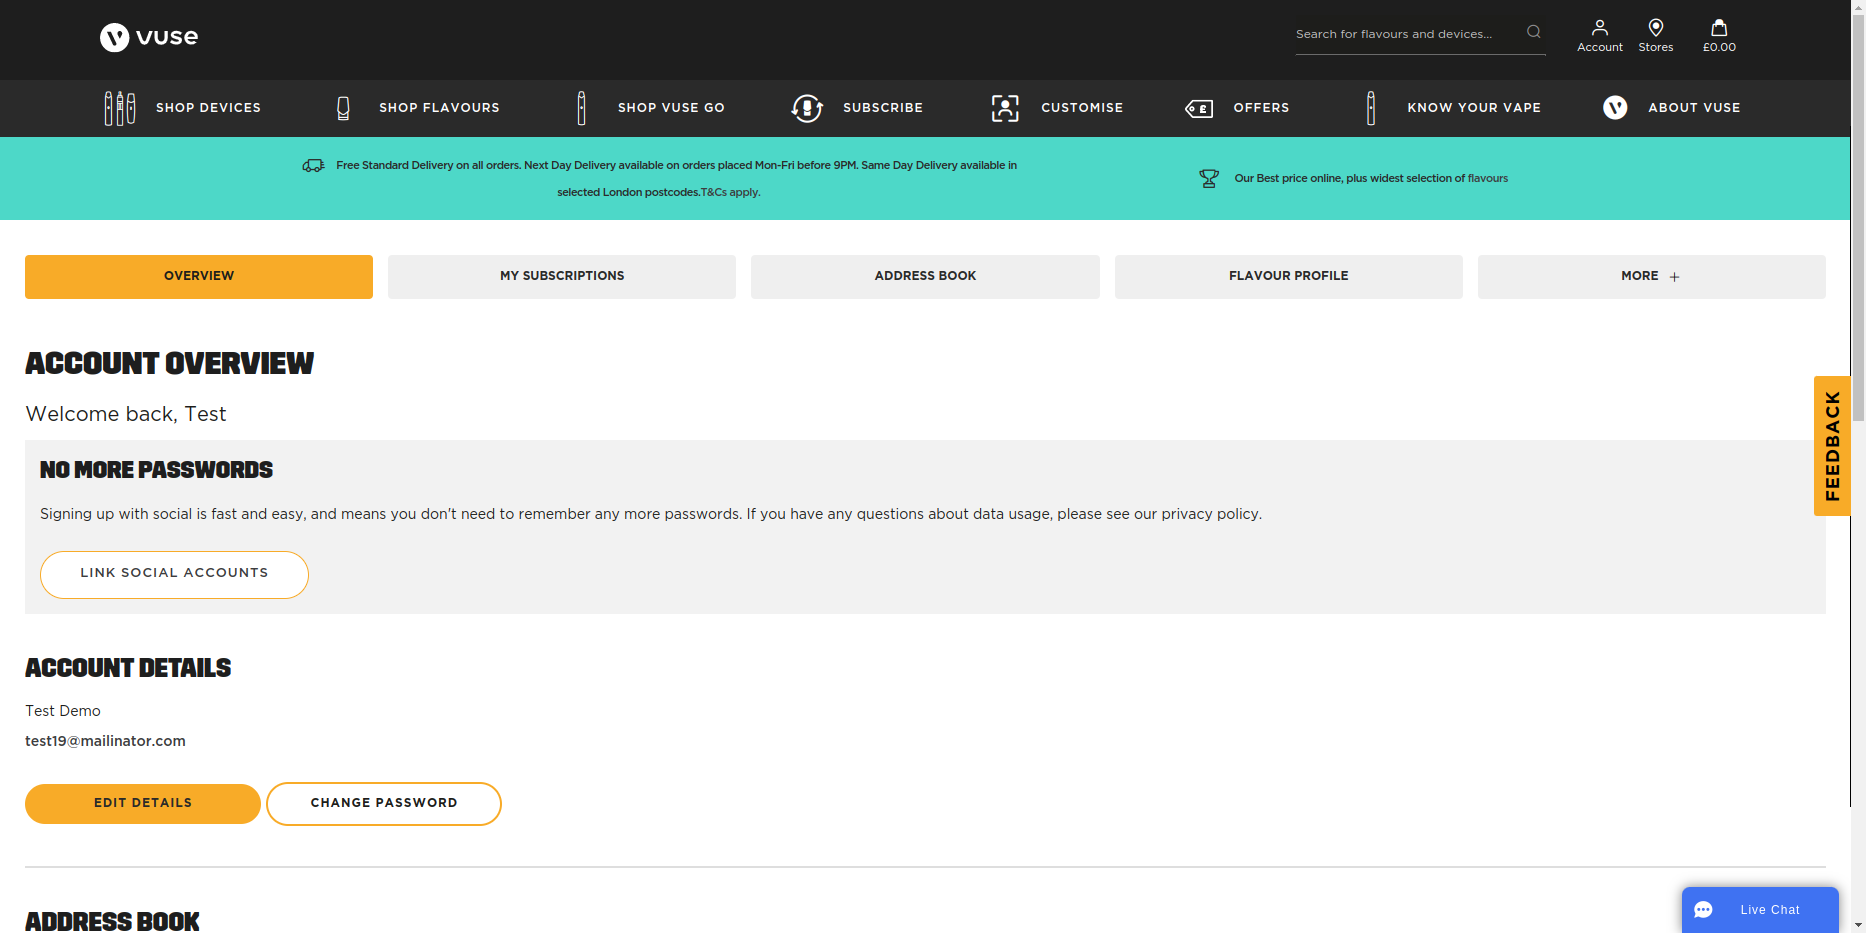 vuse
Search for flavours and devices...
Account
Stores
£0.00
SHOP DEVICES
SHOP FLAVOURS
SHOP VUSE GO
SUBSCRIBE
CUSTOMISE
OFFERS
KNOW YOUR VAPE
ABOUT VUSE
Free Standard Delivery on all orders. Next Day Delivery available on orders placed Mon-Fri before 9PM. Same Day Delivery available in
selected London postcodes.T&Cs apply.
Our Best price online, plus widest selection of flavours
OVERVIEW
MY SUBSCRIPTIONS
ADDRESS BOOK
FLAVOUR PROFILE
MORE +
ACCOUNT OVERVIEW
Welcome back, Test
NO MORE PASSWORDS
Signing up with social is fast and easy, and means you don't need to remember any more passwords. If you have any questions about data usage, please see our privacy policy.
LINK SOCIAL ACCOUNTS
FEEDBACK
ACCOUNT DETAILS
Test Demo
test19@mailinator.com
EDIT DETAILS
CHANGE PASSWORD
ADDRESS BOOK
Live Chat